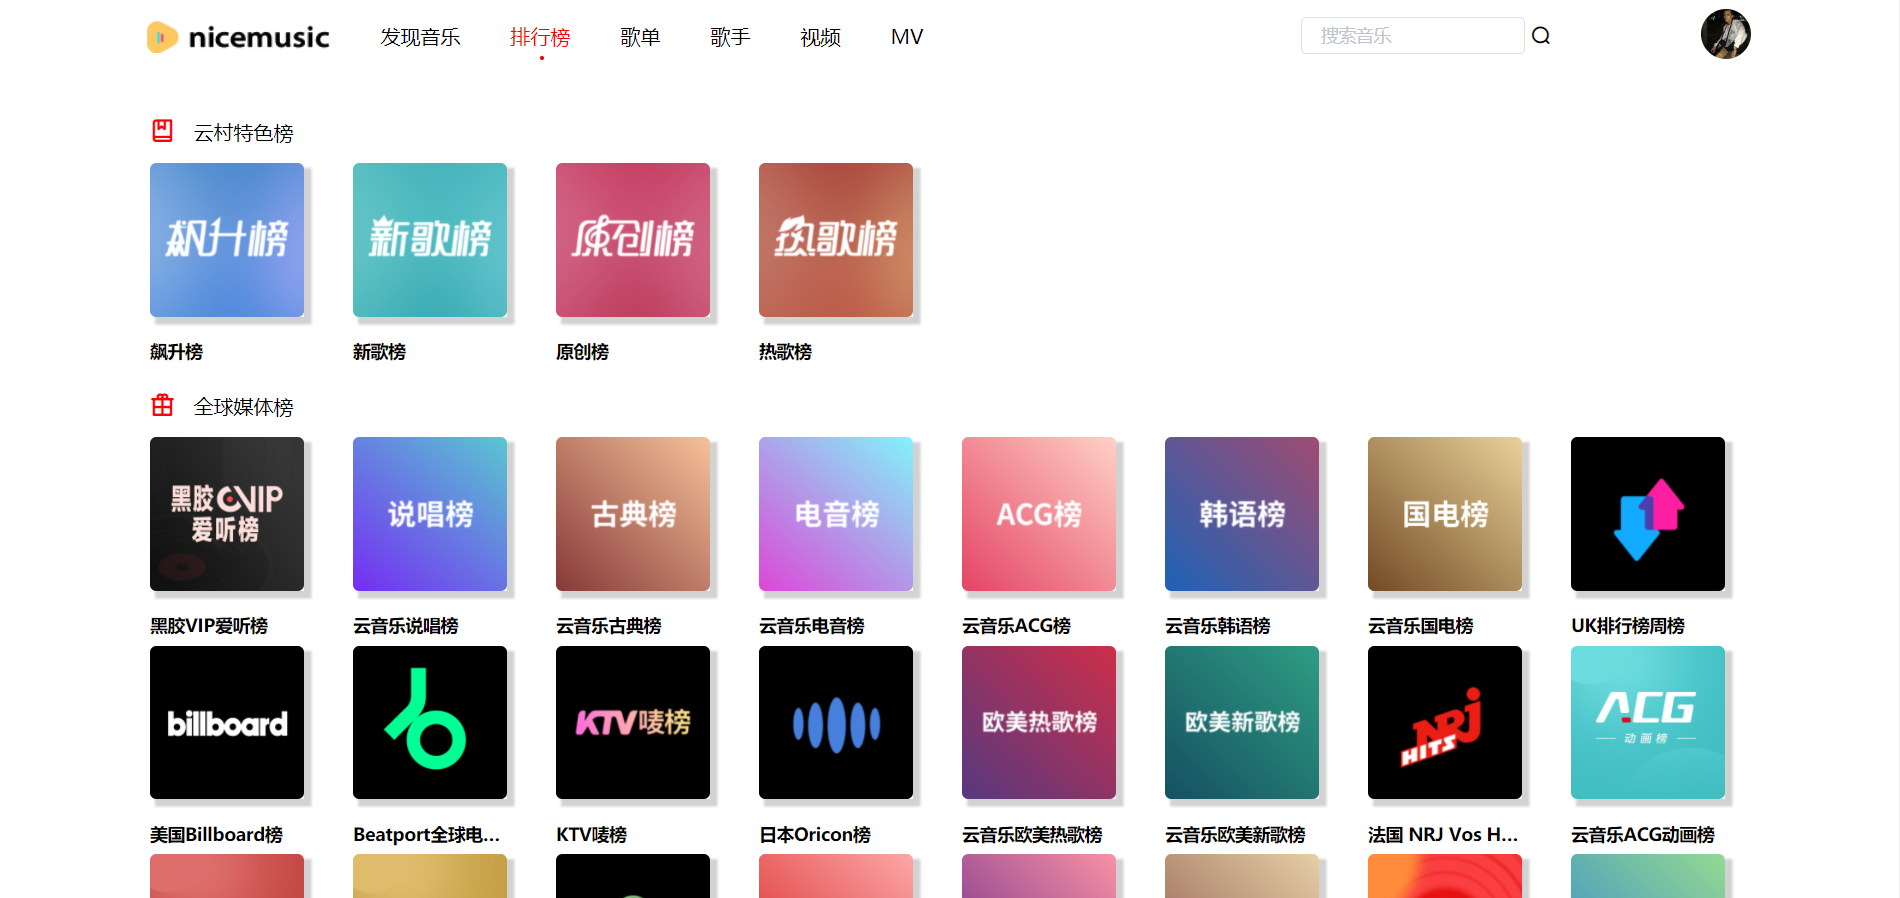 nicemusic 发现音乐 排行榜 歌单 歌手 视频 MV 搜索音乐
云村特色榜
飙升榜 新歌榜 原创榜 热歌榜
飙升榜 新歌榜 原创榜 热歌榜
全球媒体榜
黑胶VIP 爱听榜 说唱榜 古典榜 电音榜 ACG榜 韩语榜 国电榜
黑胶VIP爱听榜 云音乐说唱榜 云音乐古典榜 云音乐电音榜 云音乐ACG榜 云音乐韩语榜 云音乐国电榜 UK排行榜周榜
billboard KTV唛榜 欧美热歌榜 欧美新歌榜 NRJ HITS ACG 动画榜
美国Billboard榜 Beatport全球电... KTV唛榜 日本Oricon榜 云音乐欧美热歌榜 云音乐欧美新歌榜 法国 NRJ Vos H... 云音乐ACG动画榜